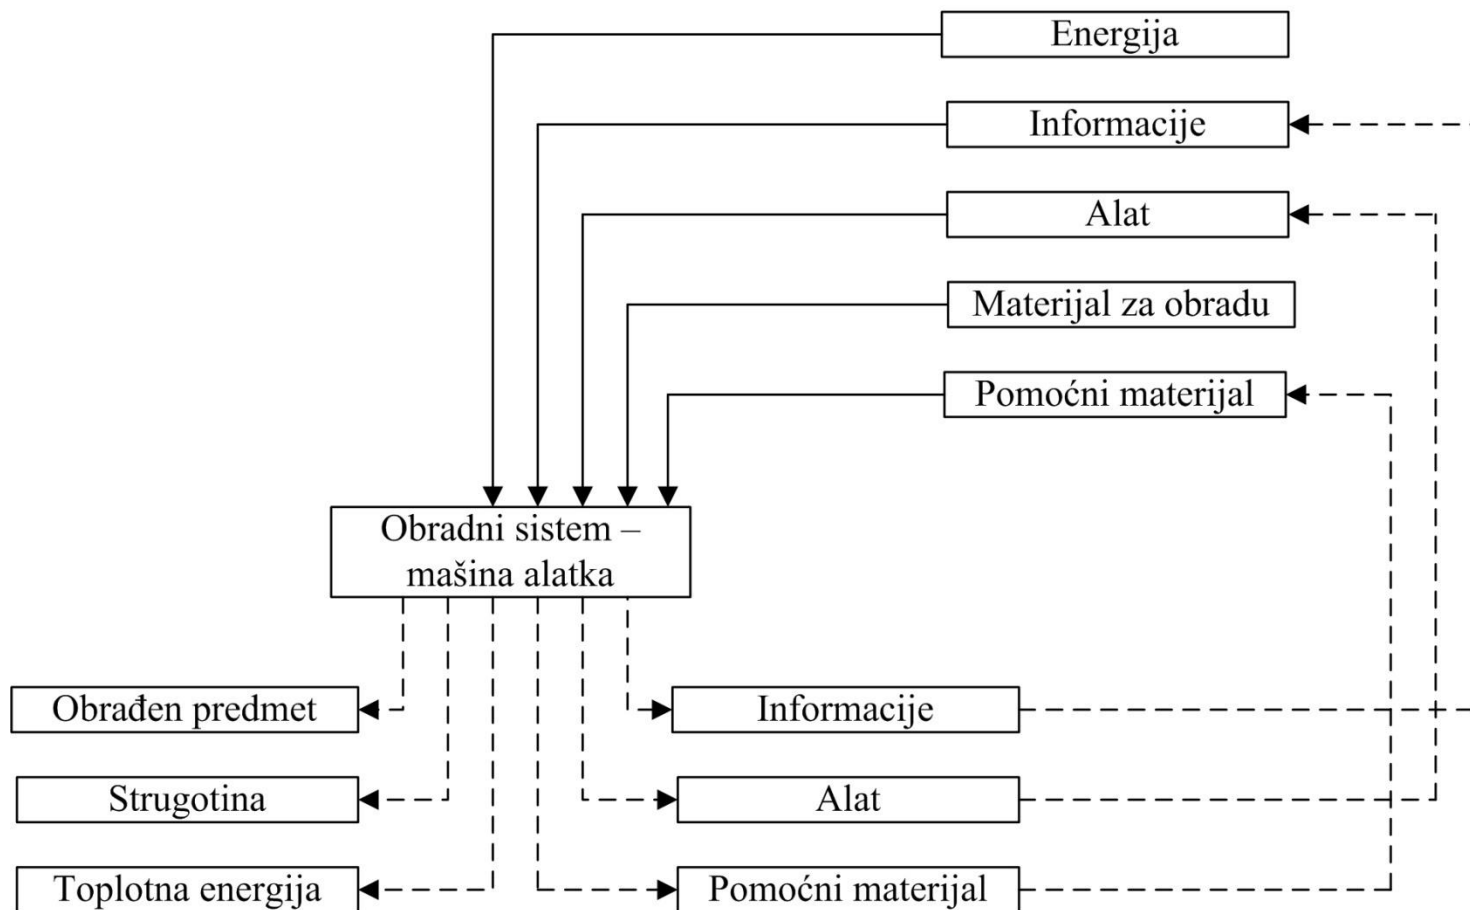 Energija
Informacije
Alat
Materijal za obradu
Pomoćni materijal
Obradni sistem –
mašina alatka
Obrađen predmet
Informacije
Strugotina
Alat
Toplotna energija
Pomoćni materijal